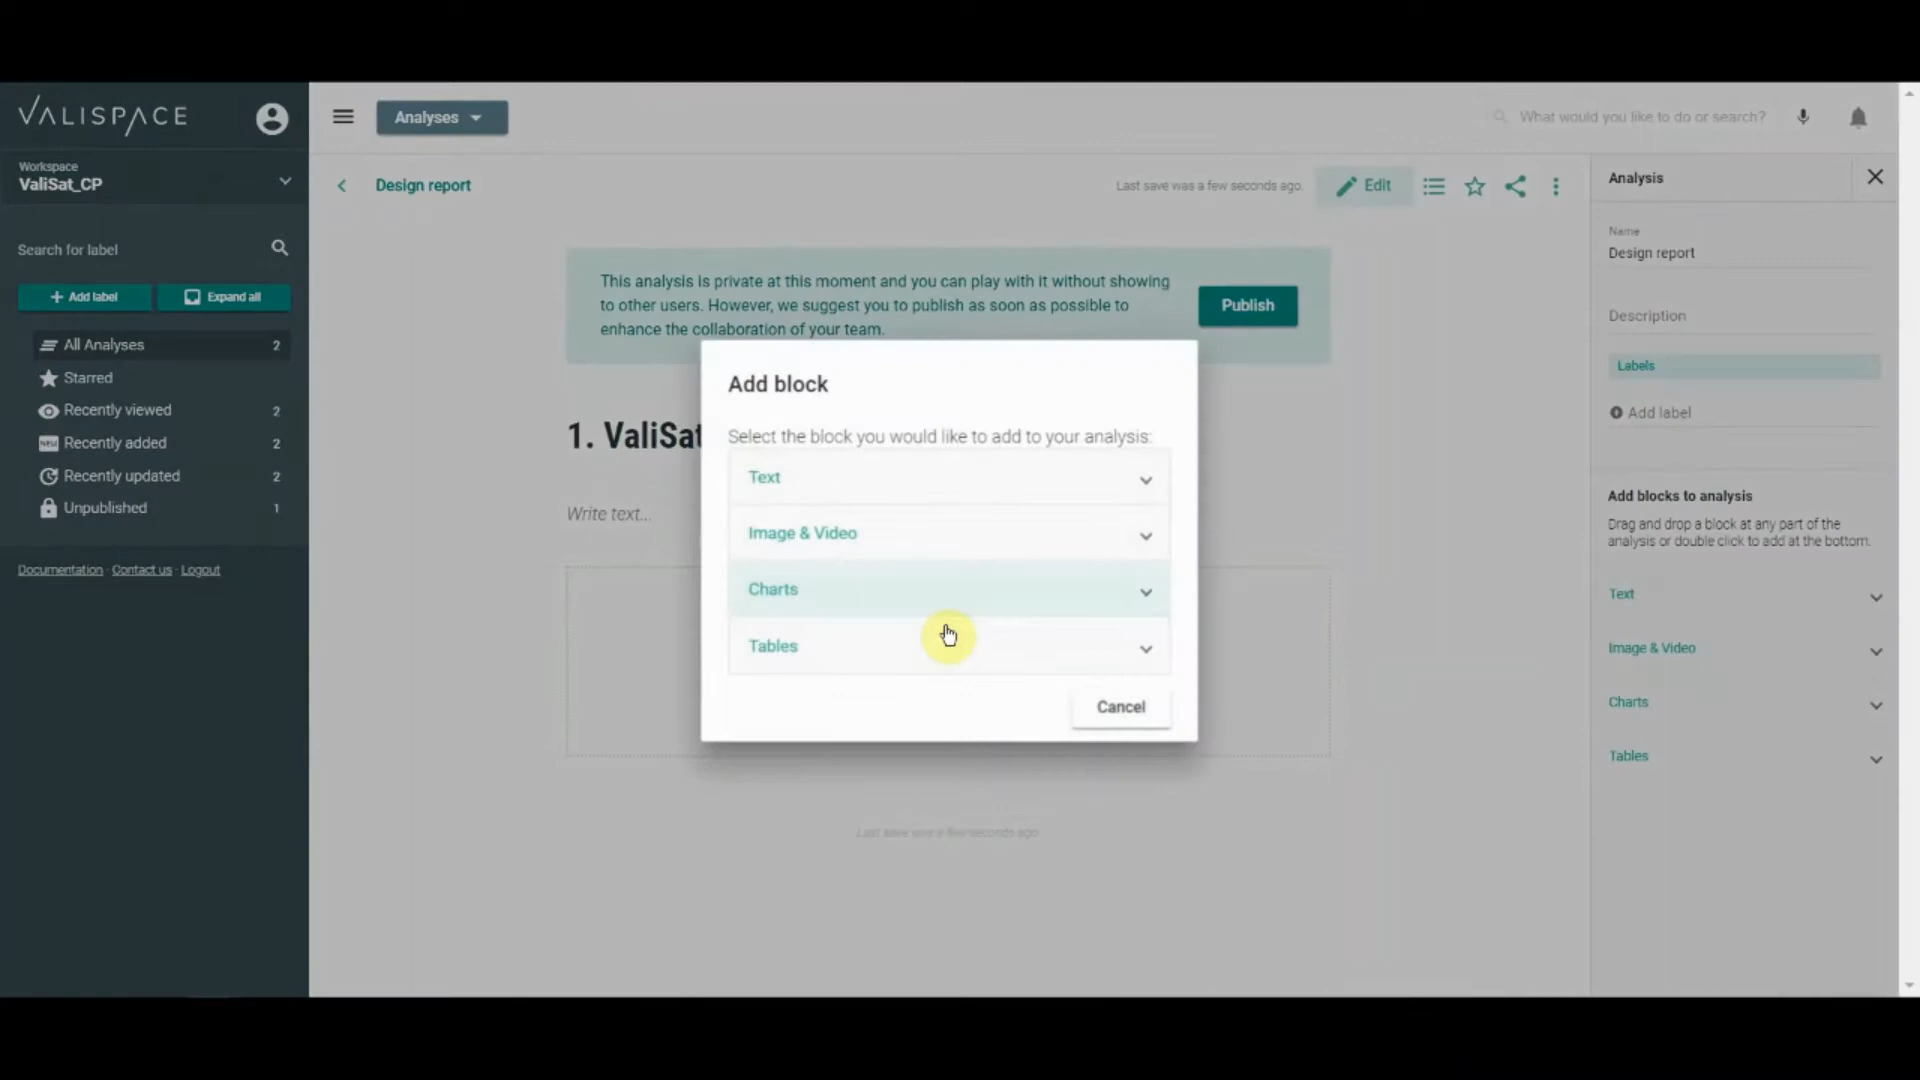 VALISPACE
Workspace
ValiSat_CP
Search for label
+ Add label
Expand all
All Analyses 2
Starred
Recently viewed 2
NEW Recently added 2
Recently updated 2
Unpublished 1
Documentation · Contact us · Logout
Analyses
What would you like to do or search?
Design report
Last save was a few seconds ago.
Edit
This analysis is private at this moment and you can play with it without showing
to other users. However, we suggest you to publish as soon as possible to
enhance the collaboration of your team.
Publish
1. ValiSat
Write text...
Add block
Select the block you would like to add to your analysis:
Text
Image & Video
Charts
Tables
Cancel
Last save was a few seconds ago
Analysis
Name
Design report
Description
Labels
Add label
Add blocks to analysis
Drag and drop a block at any part of the
analysis or double click to add at the bottom.
Text
Image & Video
Charts
Tables